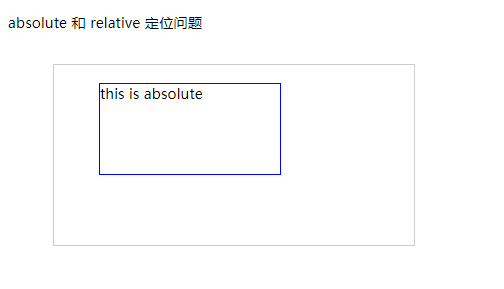 absolute 和 relative 定位问题
this is absolute